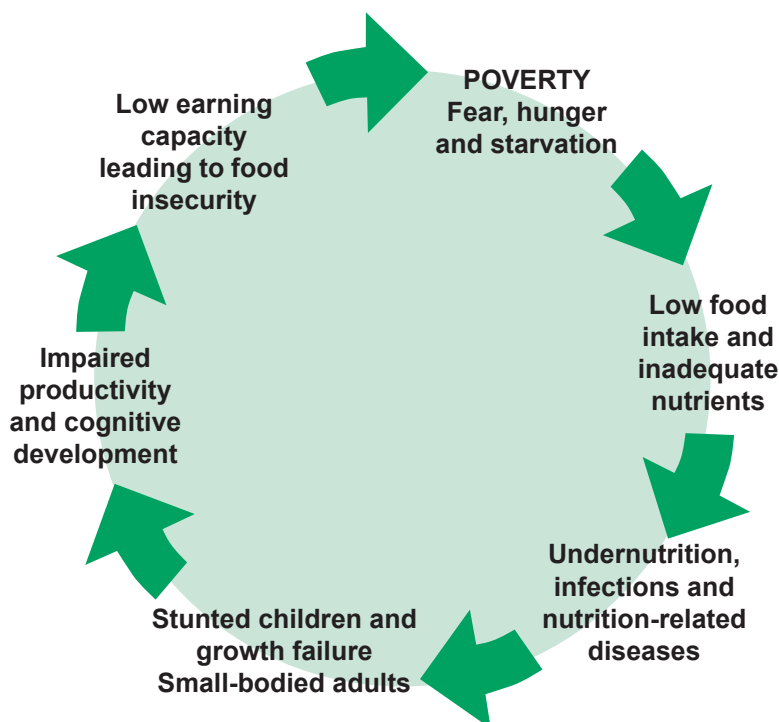 POVERTY
Fear, hunger
and starvation
Low food
intake and
inadequate
nutrients
Undernutrition,
infections and
nutrition-related
diseases
Stunted children and
growth failure
Small-bodied adults
Impaired
productivity
and cognitive
development
Low earning
capacity
leading to food
insecurity